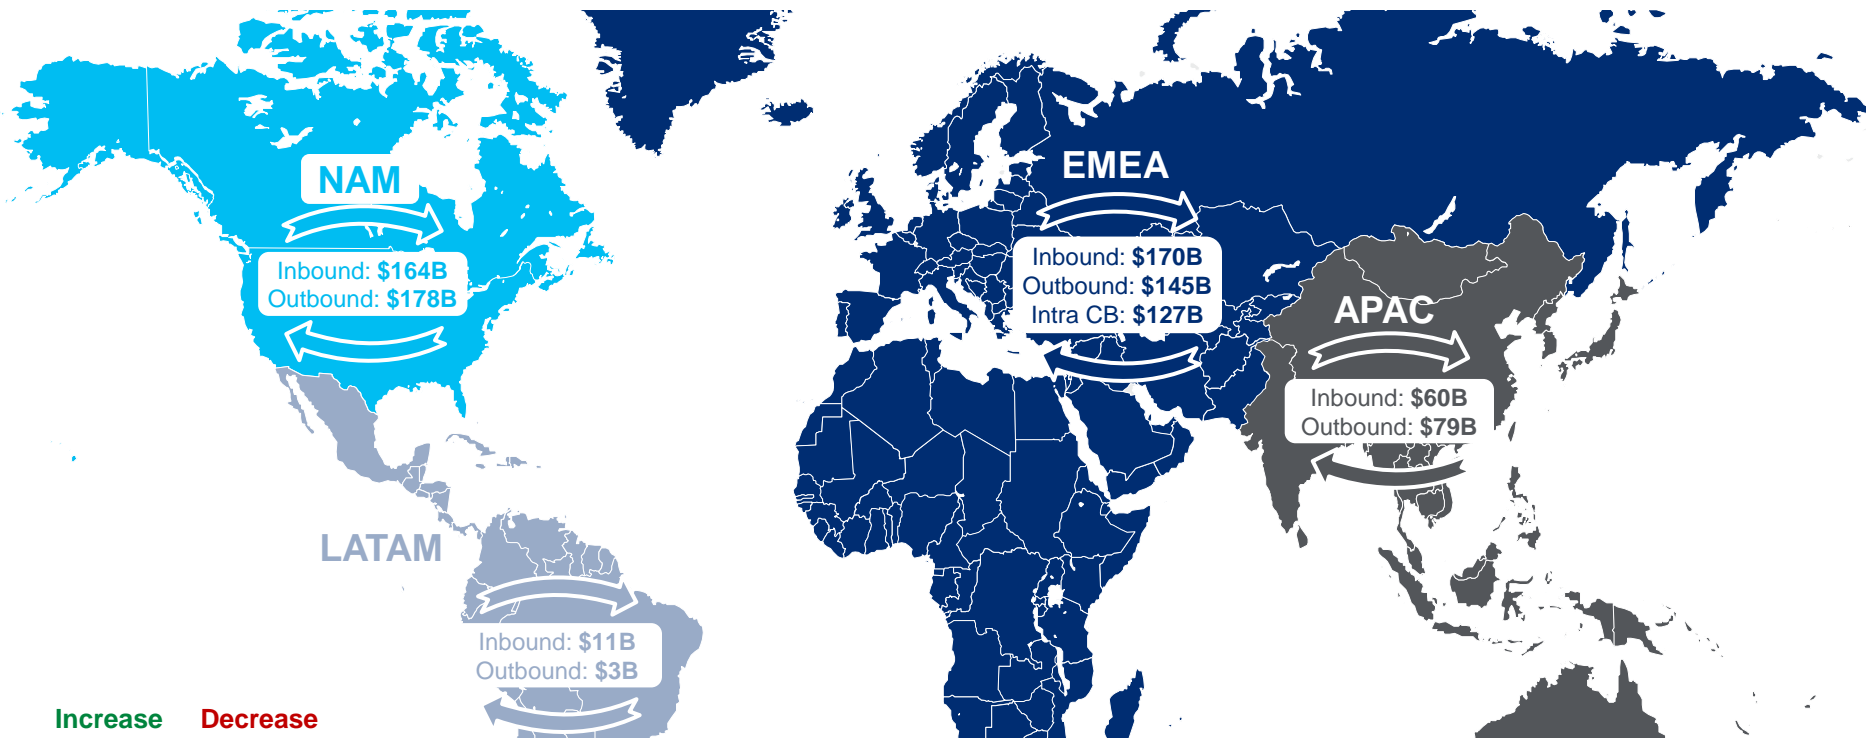 NAM
Inbound: $164B
Outbound: $178B
EMEA
Inbound: $170B
Outbound: $145B
Intra CB: $127B
APAC
Inbound: $60B
Outbound: $79B
LATAM
Inbound: $11B
Outbound: $3B
Increase Decrease